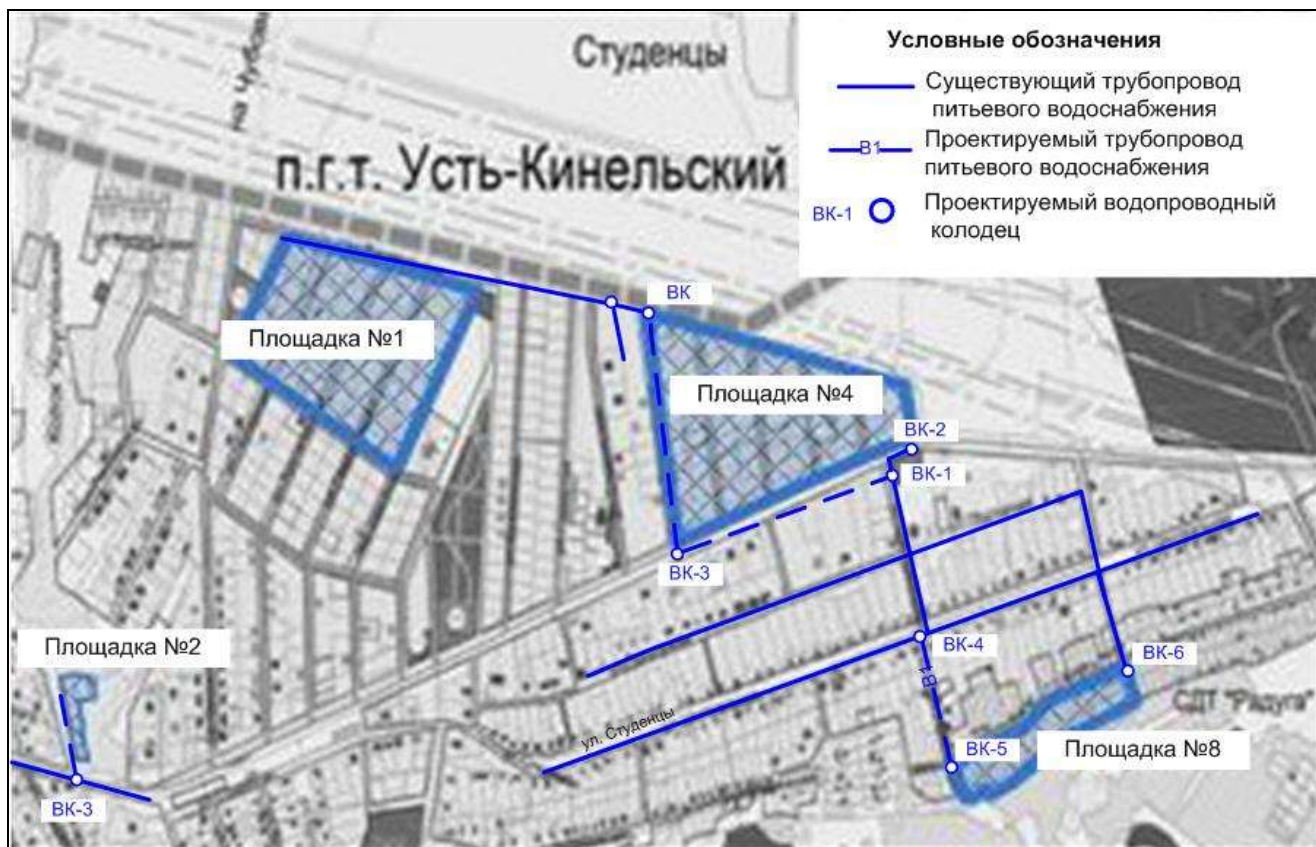 Условные обозначения
Существующий трубопровод
питьевого водоснабжения
В1
Проектируемый трубопровод
питьевого водоснабжения
ВК-1
Проектируемый водопроводный
колодец
Студенцы
на Чубовк
п.г.т. Усть-Кинельский
ВК
Площадка №1
Площадка №4
ВК-2
ВК-1
ВК-3
Площадка №2
ВК-4
ВК-6
В1
СДТ "Радуга"
ул. Студенцы
ВК-5
Площадка №8
ВК-3